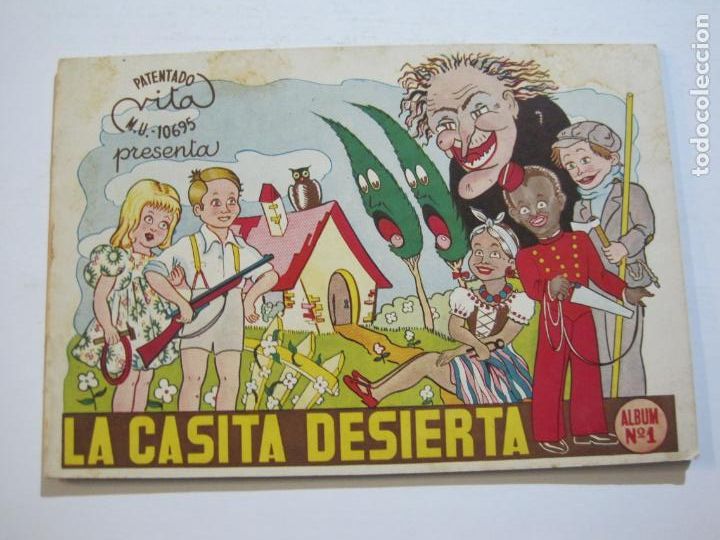 PATENTADO
vita
M.U.-10695
presenta
LA CASITA DESIERTA
ALBUM
Nº1
todocoleccion